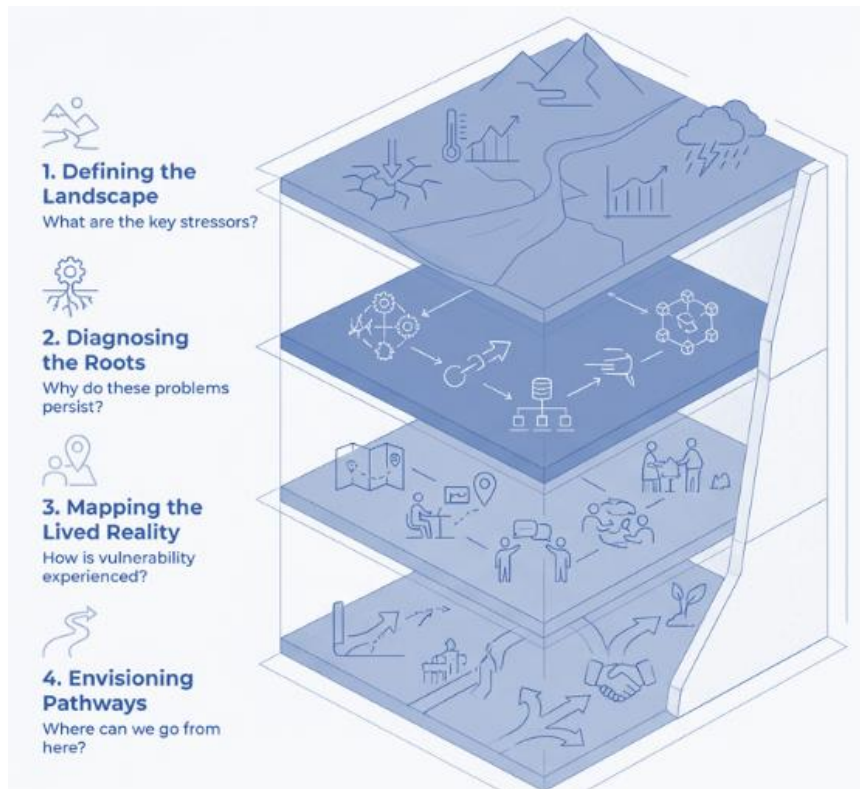 1. Defining the
Landscape
What are the key stressors?
2. Diagnosing
the Roots
Why do these problems
persist?
3. Mapping the
Lived Reality
How is vulnerability
experienced?
4. Envisioning
Pathways
Where can we go from
here?